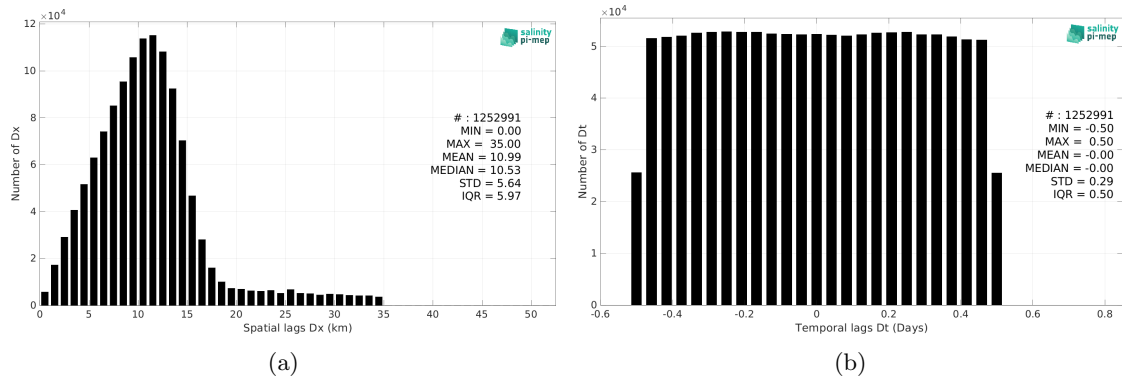 ×10⁴
12
10
8
6
4
2
0
Number of Dx
salinity
pi-mep
# : 1252991
MIN = 0.00
MAX = 35.00
MEAN = 10.99
MEDIAN = 10.53
STD = 5.64
IQR = 5.97
0 5 10 15 20 25 30 35 40 45 50
Spatial lags Dx (km)
(a)
×10⁴
5
4
3
2
1
0
Number of Dt
salinity
pi-mep
# : 1252991
MIN = -0.50
MAX = 0.50
MEAN = -0.00
MEDIAN = -0.00
STD = 0.29
IQR = 0.50
-0.6 -0.4 -0.2 0 0.2 0.4 0.6 0.8
Temporal lags Dt (Days)
(b)